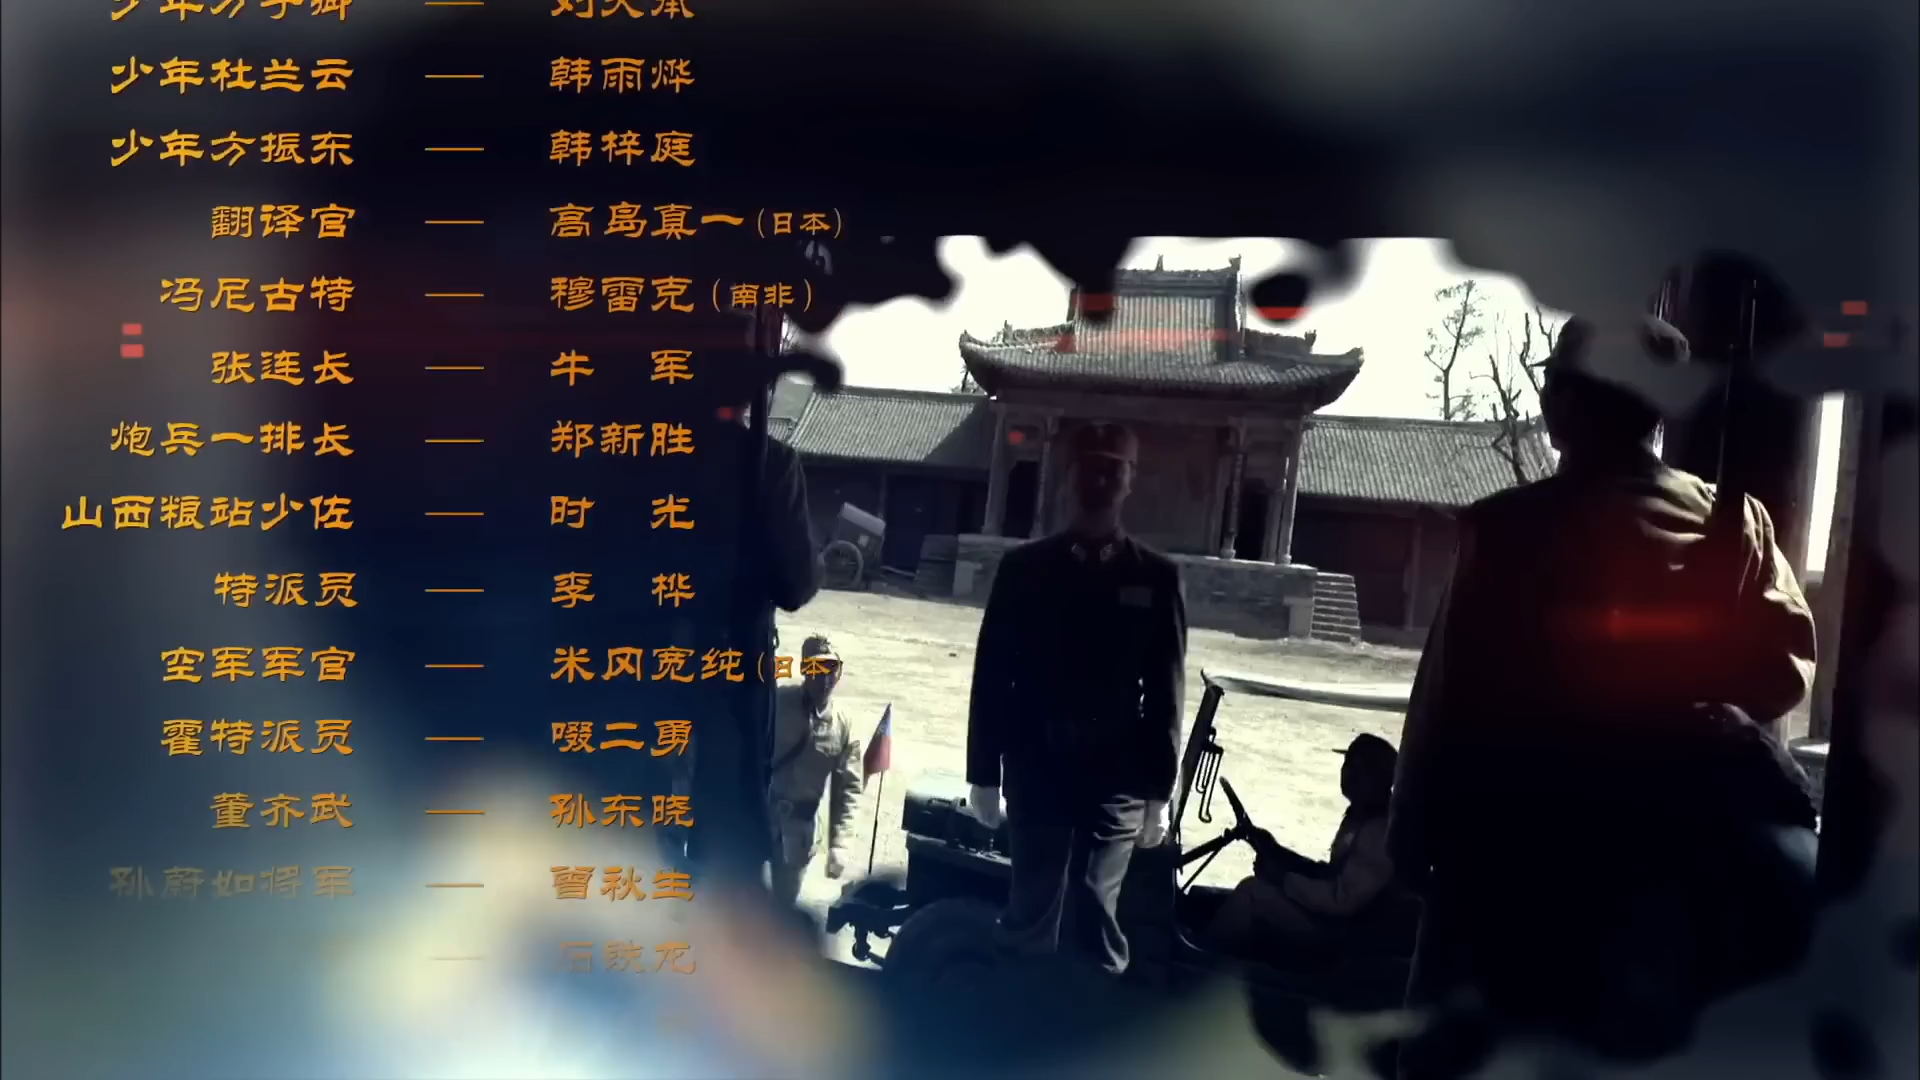 少年杜兰云 —— 韩雨烨
少年方振东 —— 韩梓庭
翻译官 —— 高岛真一(日本)
冯尼古特 —— 穆雷克(南非)
张连长 —— 牛 军
炮兵一排长 —— 郑新胜
山西粮站少佐 —— 时 光
特派员 —— 李 桦
空军军官 —— 米冈宽纯(日本)
霍特派员 —— 啜二勇
董齐武 —— 孙东晓
孙蔚如将军 —— 曾秋生